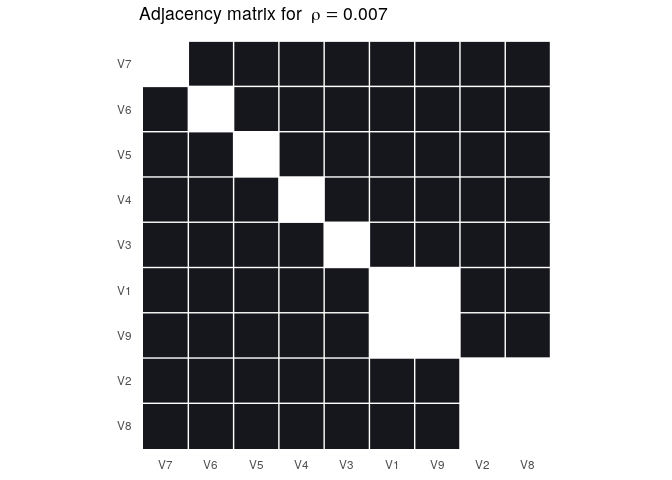 Adjacency matrix for ρ = 0.007
V7
V6
V5
V4
V3
V1
V9
V2
V8
V7 V6 V5 V4 V3 V1 V9 V2 V8